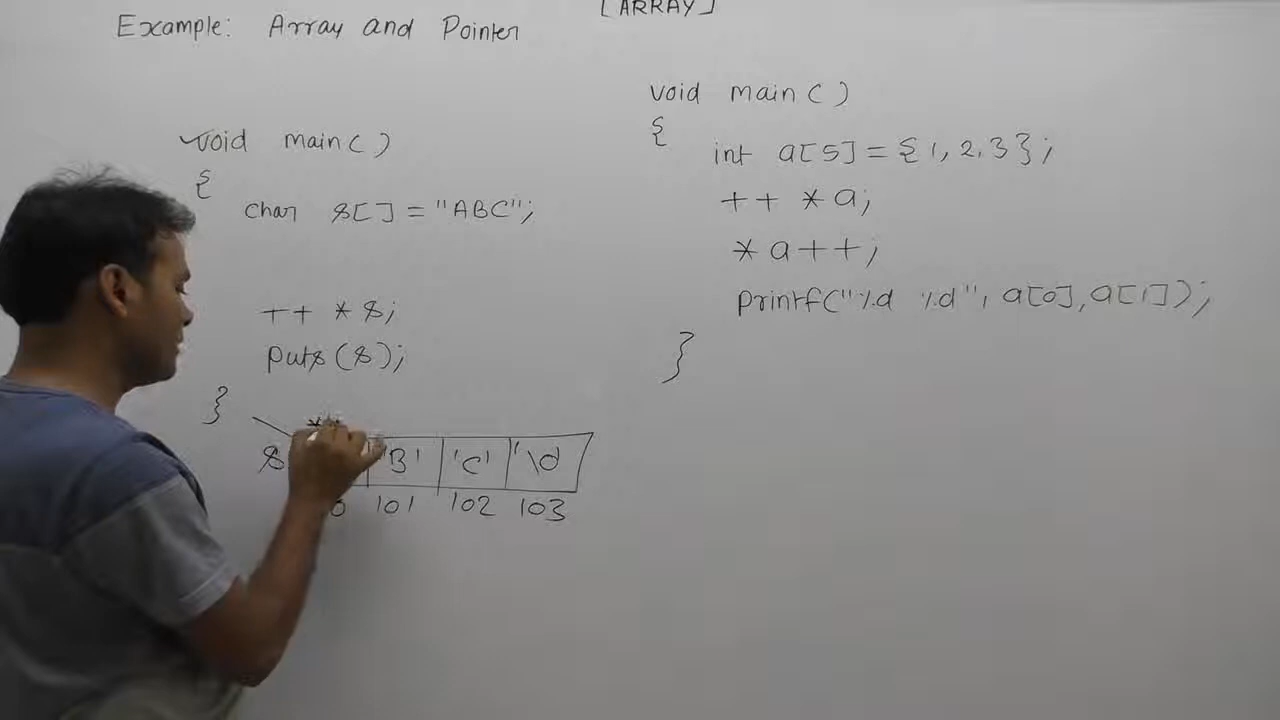 [ARRAY]
Example: Array and Pointer
void main()
{
char s[] = "ABC";
++ *s;
puts(s);
}
s 'B' 'C' '\0
101 102 103
void main()
{
int a[5] = {1, 2, 3};
++ *a;
*a++;
printf("%d %d", a[0], a[1]);
}